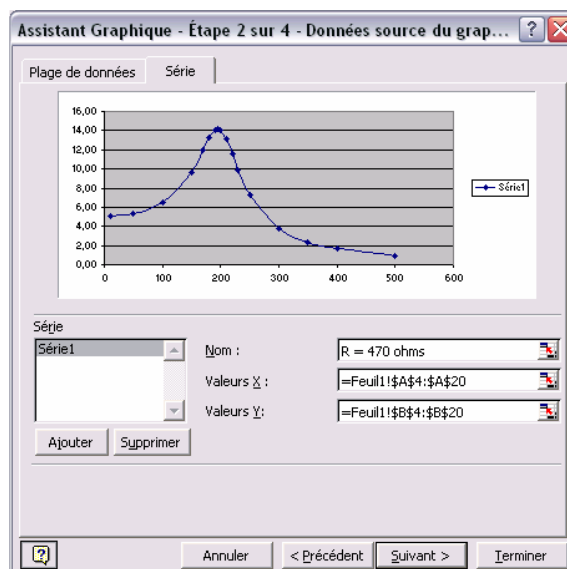 Assistant Graphique - Étape 2 sur 4 - Données source du grap...
Plage de données
Série
16,00
14,00
12,00
10,00
8,00
6,00
4,00
2,00
0,00
0 100 200 300 400 500 600
Série1
Série
Série1
Nom :
R = 470 ohms
Valeurs X :
=Feuil1!$A$4:$A$20
Valeurs Y:
=Feuil1!$B$4:$B$20
Ajouter
Supprimer
?
Annuler
< Précédent
Suivant >
Terminer